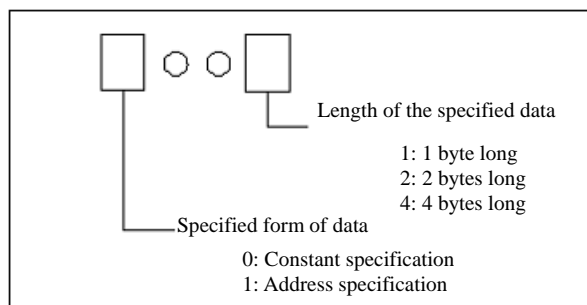 Length of the specified data
1: 1 byte long
2: 2 bytes long
4: 4 bytes long
Specified form of data
0: Constant specification
1: Address specification